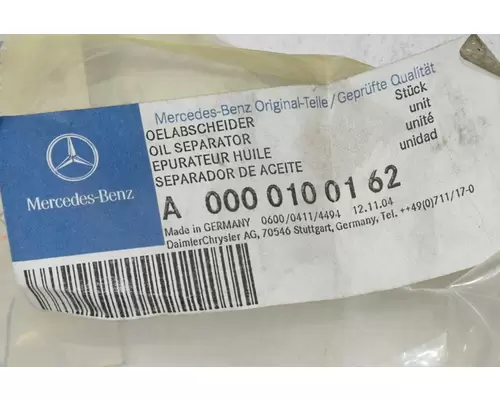 Mercedes-Benz Original-Teile/Geprüfte Qualität
OELABSCHEIDER Stück
OIL SEPARATOR unit
EPURATEUR HUILE unité
SEPARADOR DE ACEITE unidad
Mercedes-Benz
A 000 010 01 62
Made in GERMANY 0600/0411/4494 12.11.04
DaimlerChrysler AG, 70546 Stuttgart, Germany, Tel. ++49(0)711/17-0